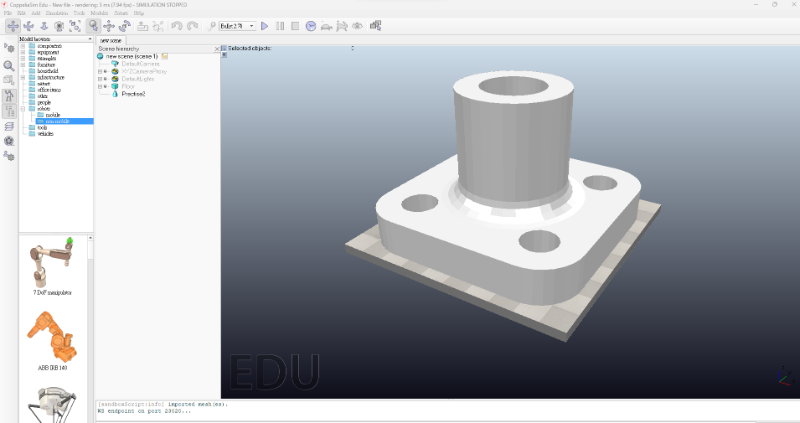 CoppeliaSim Edu - New file - rendering: 3 ms (7.94 fps) - SIMULATION STOPPED
File Edit Add Simulation Tools Modules Scenes Help
Bullet 2.78
Model browser
components
equipment
examples
furniture
household
infrastructure
nature
office items
other
people
robots
mobile
non-mobile
tools
vehicles
7 DoF manipulator
ABB IRB 140
new scene
Scene hierarchy
new scene (scene 1)
DefaultCamera
XYZCameraProxy
DefaultLights
Floor
Practise2
Selected objects:
EDU
[sandboxScript:info] imported mesh(es).
WS endpoint on port 23020...